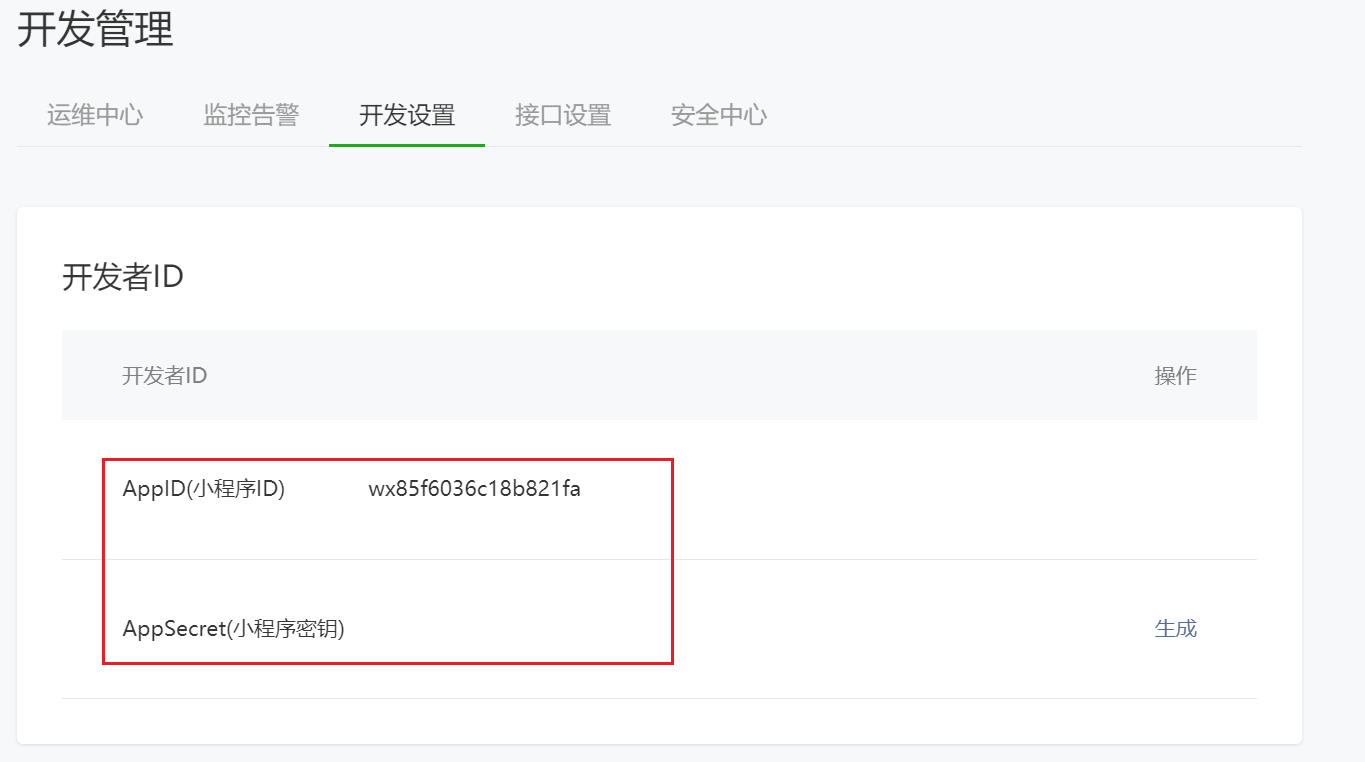 开发管理
运维中心 监控告警 开发设置 接口设置 安全中心
开发者ID
开发者ID 操作
AppID(小程序ID) wx85f6036c18b821fa
AppSecret(小程序密钥) 生成